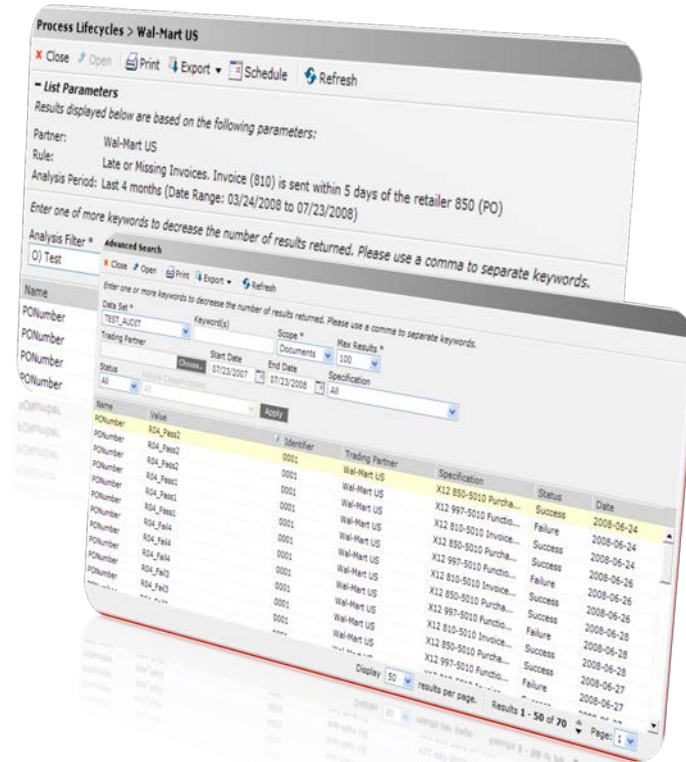 Process Lifecycles > Wal-Mart US
Close Open Print Export Schedule Refresh
List Parameters
Results displayed below are based on the following parameters:
Partner: Wal-Mart US
Rule: Late or Missing Invoices. Invoice (810) is sent within 5 days of the retailer 850 (PO)
Analysis Period: Last 4 months (Date Range: 03/24/2008 to 07/23/2008)
Enter one of more keywords to decrease the number of results returned. Please use a comma to separate keywords.
Analysis Filter *
O) Test
Name
PONumber
PONumber
PONumber
PONumber
Advanced Search
Close Open Print Export Refresh
Enter one or more keywords to decrease the number of results returned. Please use a comma to separate keywords.
Data Set * Keyword(s) Scope * Max Results *
TEST_AUDIT Documents 100
Trading Partner Start Date End Date Specification
Choose... 07/23/2007 07/23/2008 All
Status Failure Classifications
All All Apply
Name Value Identifier Trading Partner Specification Status Date
PONumber R04_Pass2 0001 Wal-Mart US X12 850-5010 Purcha... Success 2008-06-24
PONumber R04_Pass2 0001 Wal-Mart US X12 997-5010 Functio... Failure 2008-06-24
PONumber R04_Pass2 0001 Wal-Mart US X12 810-5010 Invoice... Success 2008-06-24
PONumber R04_Pass1 0001 Wal-Mart US X12 850-5010 Purcha... Success 2008-06-26
PONumber R04_Pass1 0001 Wal-Mart US X12 997-5010 Functio... Failure 2008-06-26
PONumber R04_Pass1 0001 Wal-Mart US X12 810-5010 Invoice... Success 2008-06-28
PONumber R04_Fail4 0001 Wal-Mart US X12 850-5010 Purcha... Success 2008-06-28
PONumber R04_Fail4 0001 Wal-Mart US X12 997-5010 Functio... Failure 2008-06-28
PONumber R04_Fail4 0001 Wal-Mart US X12 810-5010 Invoice... Success 2008-06-27
PONumber R04_Fail3 0001 Wal-Mart US X12 850-5010 Purcha... Success 2008-06-27
PONumber R04_Fail3 0001 Wal-Mart US X12 997-5010 Functio... Failure
Display 50 results per page. Results 1 - 50 of 70 Page: 1